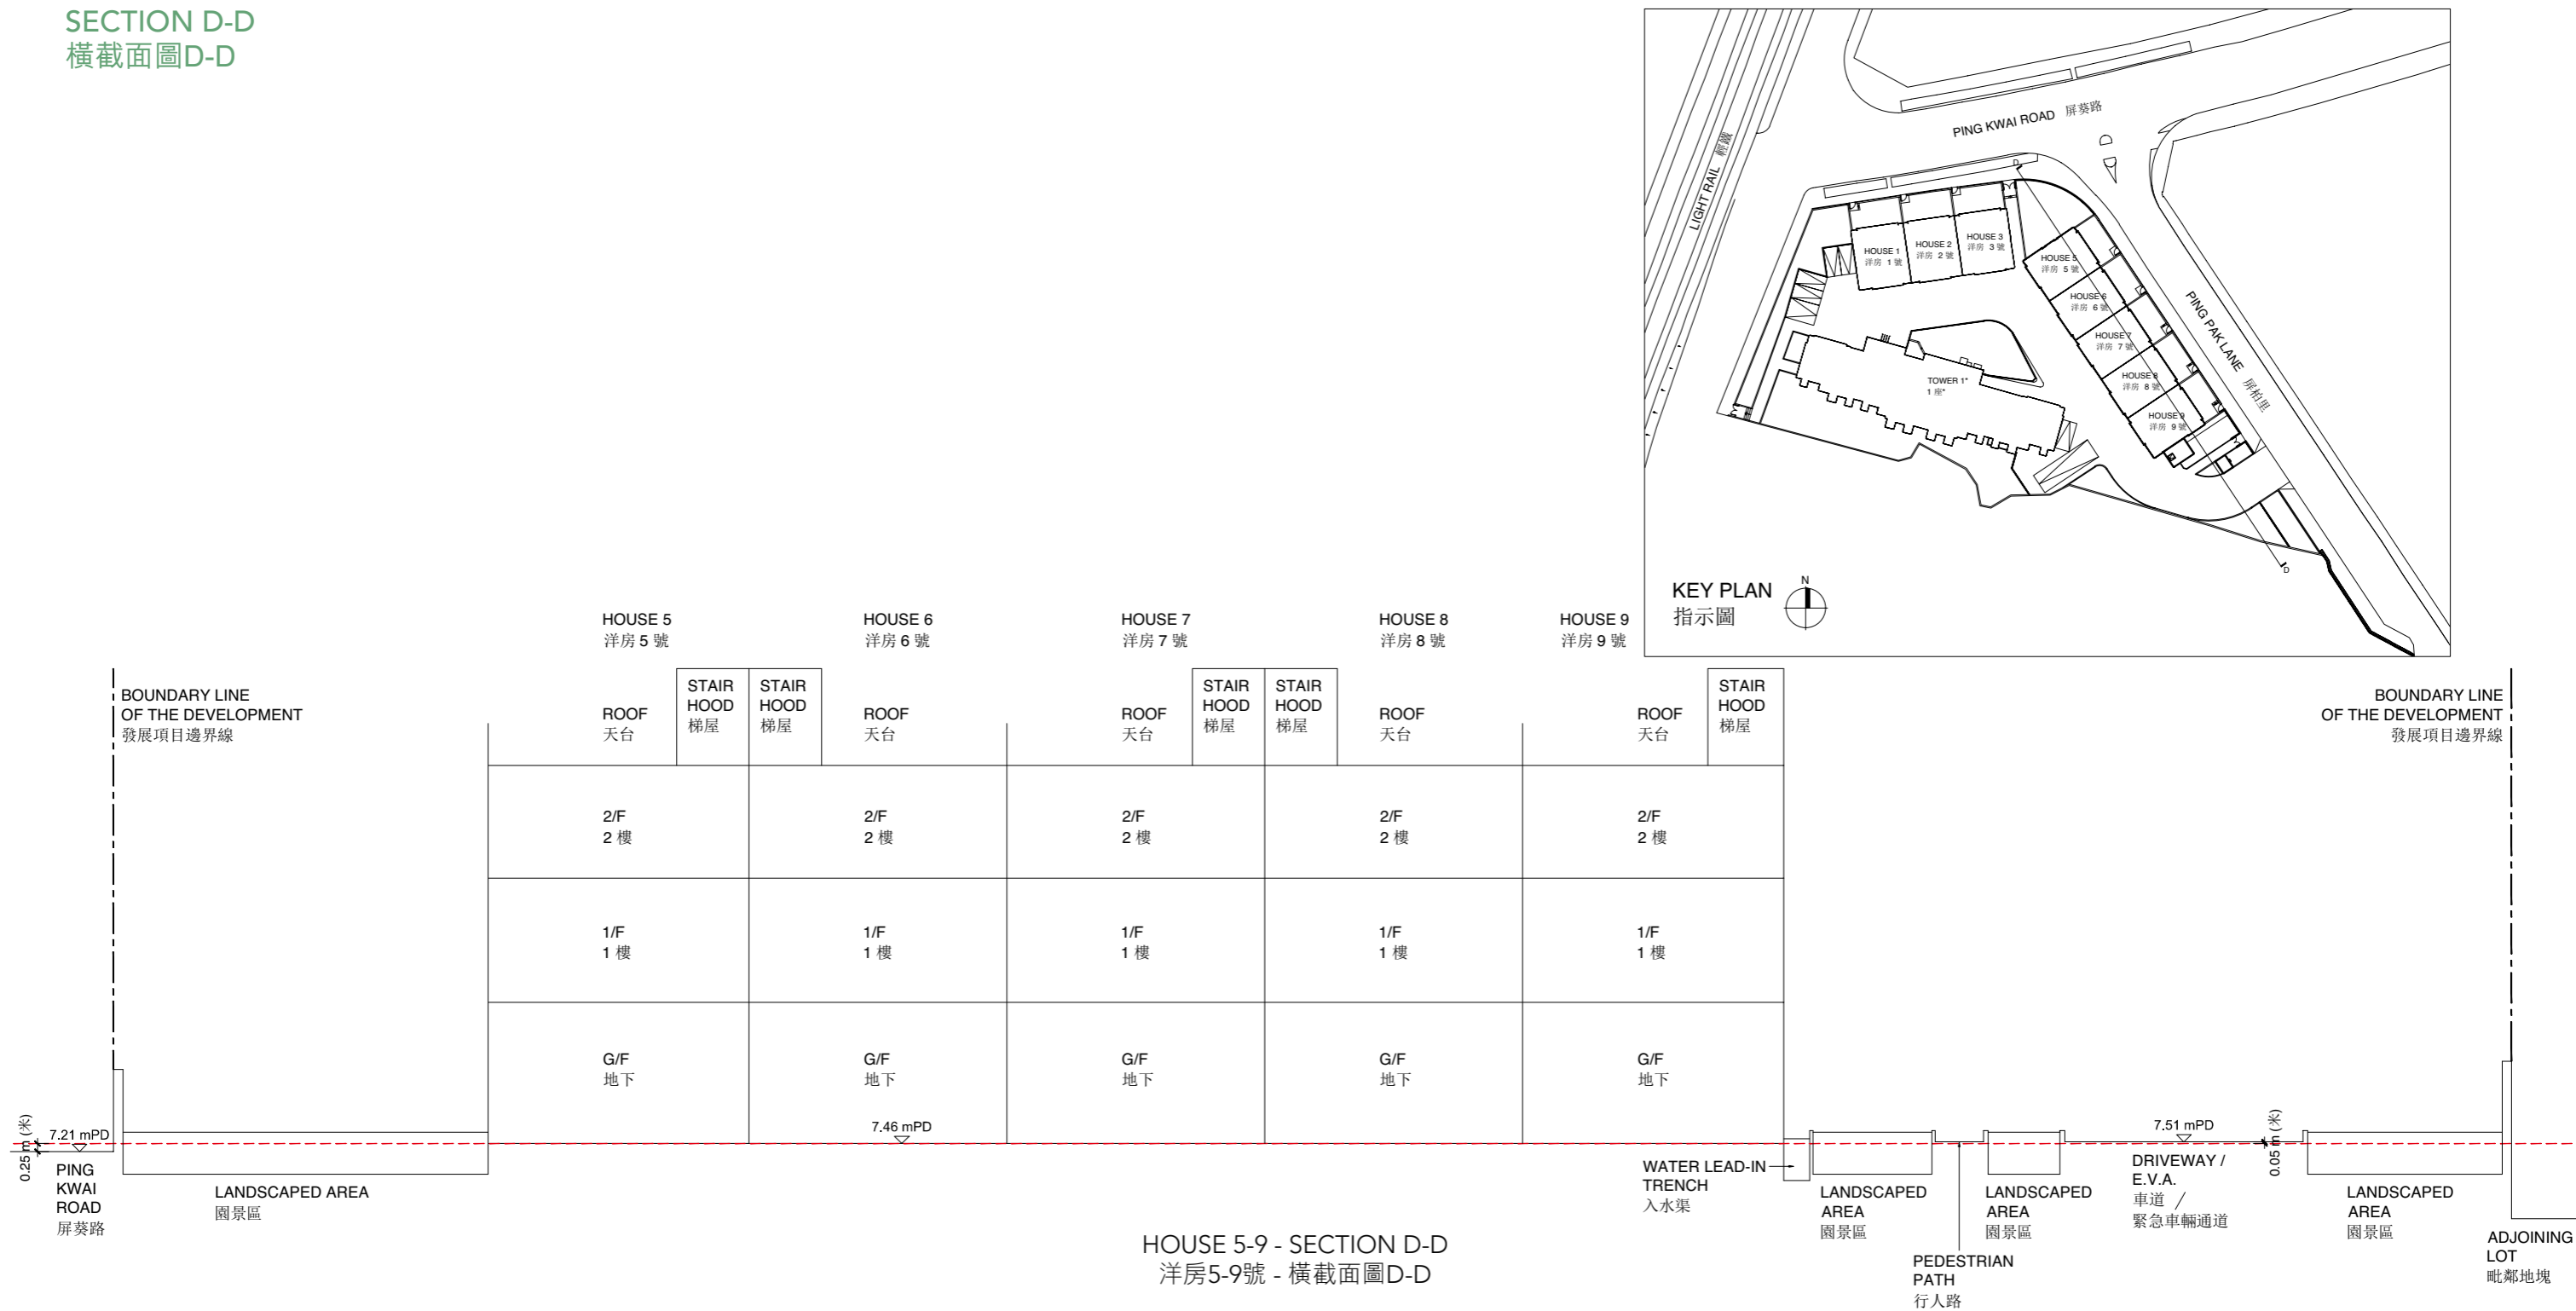 SECTION D-D
橫截面圖D-D
PING KWAI ROAD 屏葵路
LIGHT RAIL 輕鐵
D
HOUSE 1
洋房 1 號
HOUSE 2
洋房 2 號
HOUSE 3
洋房 3 號
HOUSE 5
洋房 5 號
HOUSE 6
洋房 6 號
HOUSE 7
洋房 7 號
HOUSE 8
洋房 8 號
HOUSE 9
洋房 9 號
PING PAK LANE 屏柏里
TOWER 1*
1 座*
D
KEY PLAN
指示圖
N
HOUSE 5
洋房 5 號
HOUSE 6
洋房 6 號
HOUSE 7
洋房 7 號
HOUSE 8
洋房 8 號
HOUSE 9
洋房 9 號
BOUNDARY LINE
OF THE DEVELOPMENT
發展項目邊界線
ROOF
天台
STAIR
HOOD
梯屋
STAIR
HOOD
梯屋
ROOF
天台
ROOF
天台
STAIR
HOOD
梯屋
STAIR
HOOD
梯屋
ROOF
天台
ROOF
天台
STAIR
HOOD
梯屋
BOUNDARY LINE
OF THE DEVELOPMENT
發展項目邊界線
2/F
2 樓
2/F
2 樓
2/F
2 樓
2/F
2 樓
2/F
2 樓
1/F
1 樓
1/F
1 樓
1/F
1 樓
1/F
1 樓
1/F
1 樓
G/F
地下
G/F
地下
G/F
地下
G/F
地下
G/F
地下
0.25 m (米)
7.21 mPD
7.46 mPD
7.51 mPD
0.05 m (米)
PING
KWAI
ROAD
屏葵路
LANDSCAPED AREA
園景區
WATER LEAD-IN
TRENCH
入水渠
LANDSCAPED
AREA
園景區
PEDESTRIAN
PATH
行人路
LANDSCAPED
AREA
園景區
DRIVEWAY /
E.V.A.
車道 /
緊急車輛通道
LANDSCAPED
AREA
園景區
ADJOINING
LOT
毗鄰地塊
HOUSE 5-9 - SECTION D-D
洋房5-9號 - 橫截面圖D-D